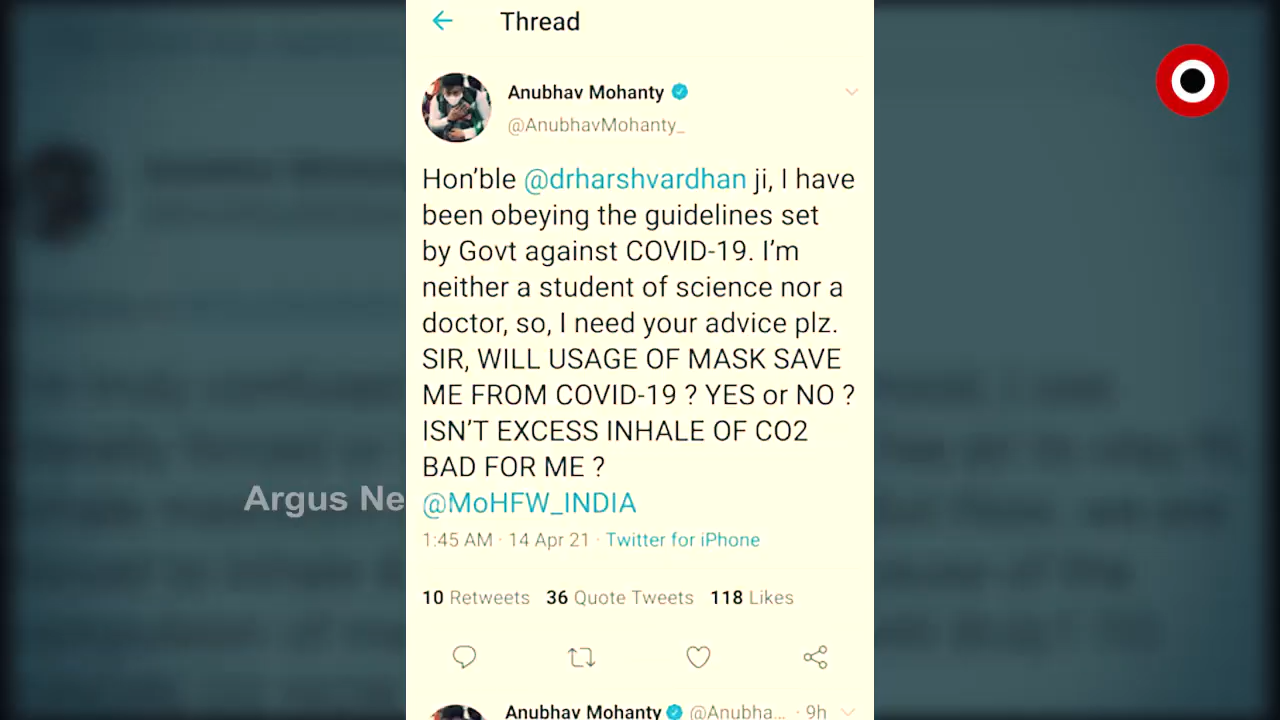 Thread
Anubhav Mohanty
@AnubhavMohanty_
Hon'ble @drharshvardhan ji, I have
been obeying the guidelines set
by Govt against COVID-19. I'm
neither a student of science nor a
doctor, so, I need your advice plz.
SIR, WILL USAGE OF MASK SAVE
ME FROM COVID-19 ? YES or NO ?
ISN'T EXCESS INHALE OF CO2
BAD FOR ME ?
Argus Ne
@MoHFW_INDIA
1:45 AM · 14 Apr 21 · Twitter for iPhone
10 Retweets 36 Quote Tweets 118 Likes
Anubhav Mohanty @Anubha... · 9h